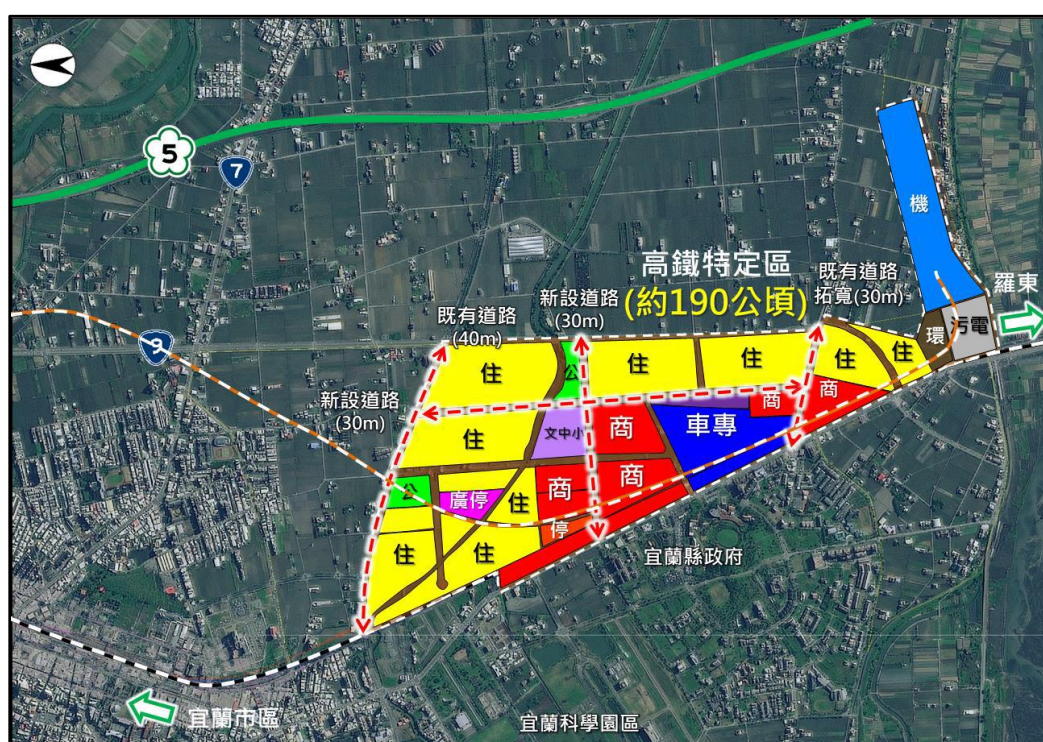 5
7
機
高鐵特定區
(約190公頃)
新設道路
(30m)
既有道路
拓寬(30m)
羅東
既有道路
(40m)
9
環
污電
住
公
住
住
住
住
新設道路
(30m)
商
商
住
文中小
商
車專
公
廣停
住
商
商
停
住
住
宜蘭縣政府
宜蘭市區
宜蘭科學園區